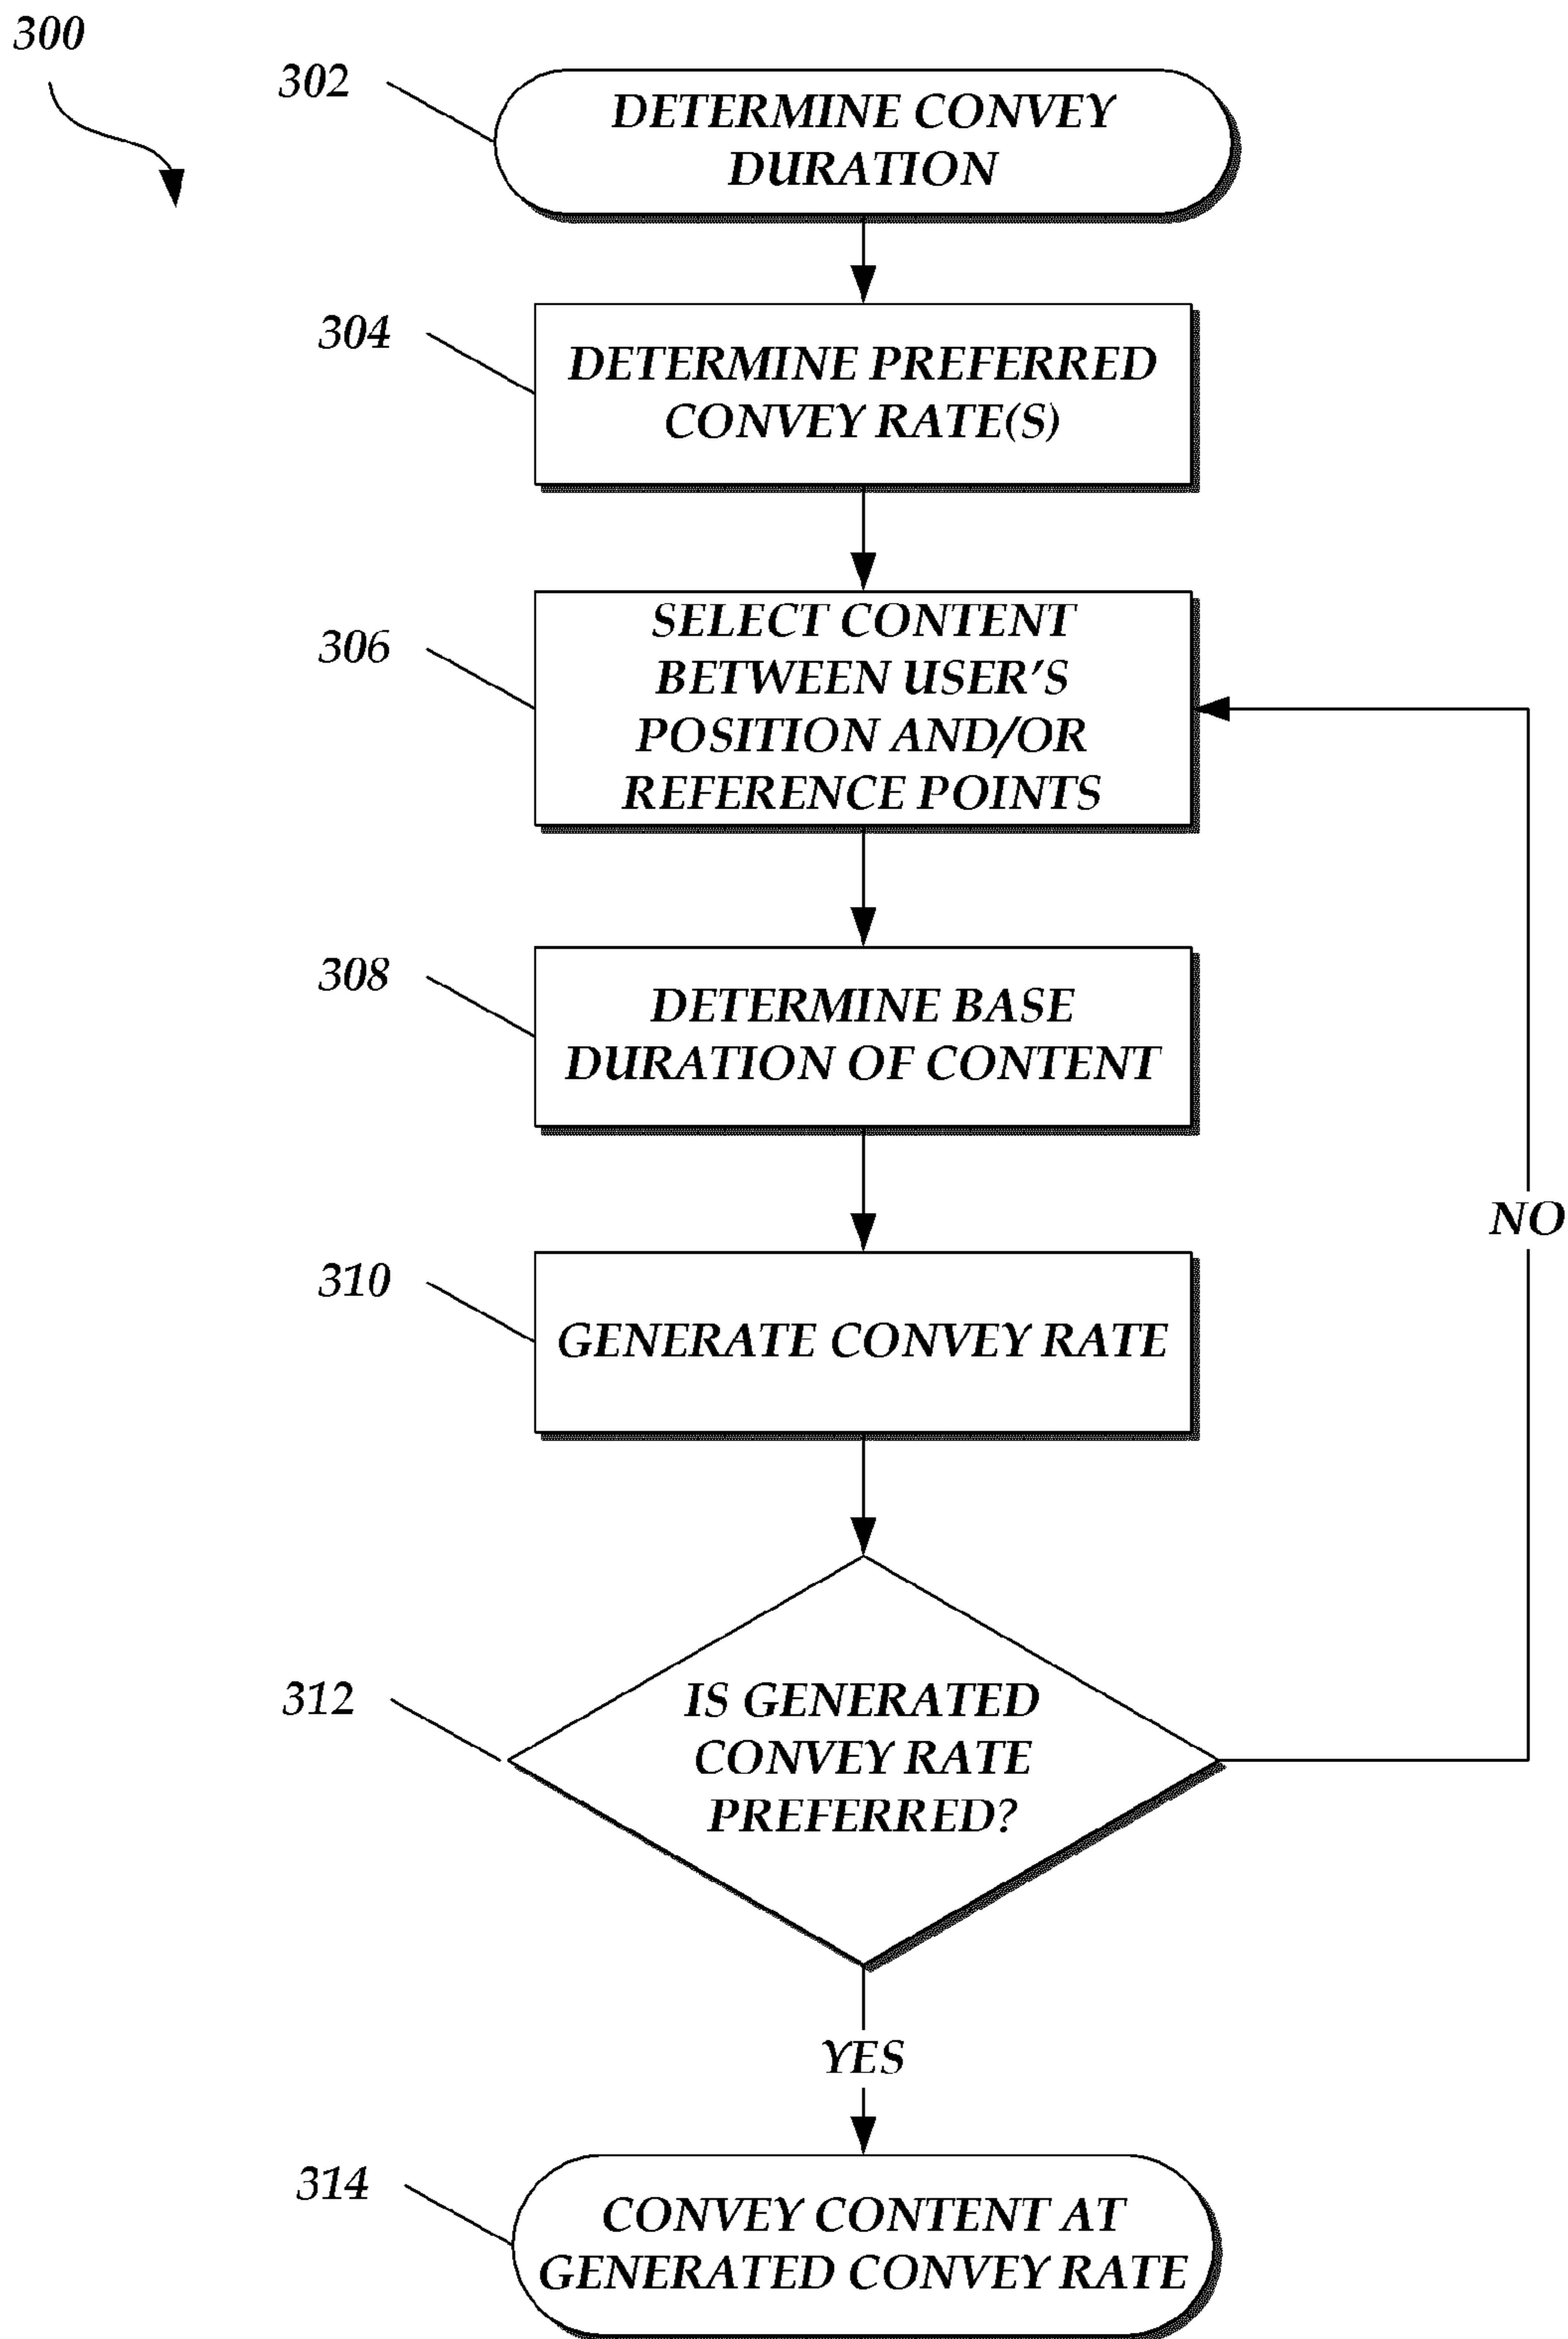 300
302
DETERMINE CONVEY
DURATION
304
DETERMINE PREFERRED
CONVEY RATE(S)
306
SELECT CONTENT
BETWEEN USER'S
POSITION AND/OR
REFERENCE POINTS
308
DETERMINE BASE
DURATION OF CONTENT
NO
310
GENERATE CONVEY RATE
312
IS GENERATED
CONVEY RATE
PREFERRED?
YES
314
CONVEY CONTENT AT
GENERATED CONVEY RATE